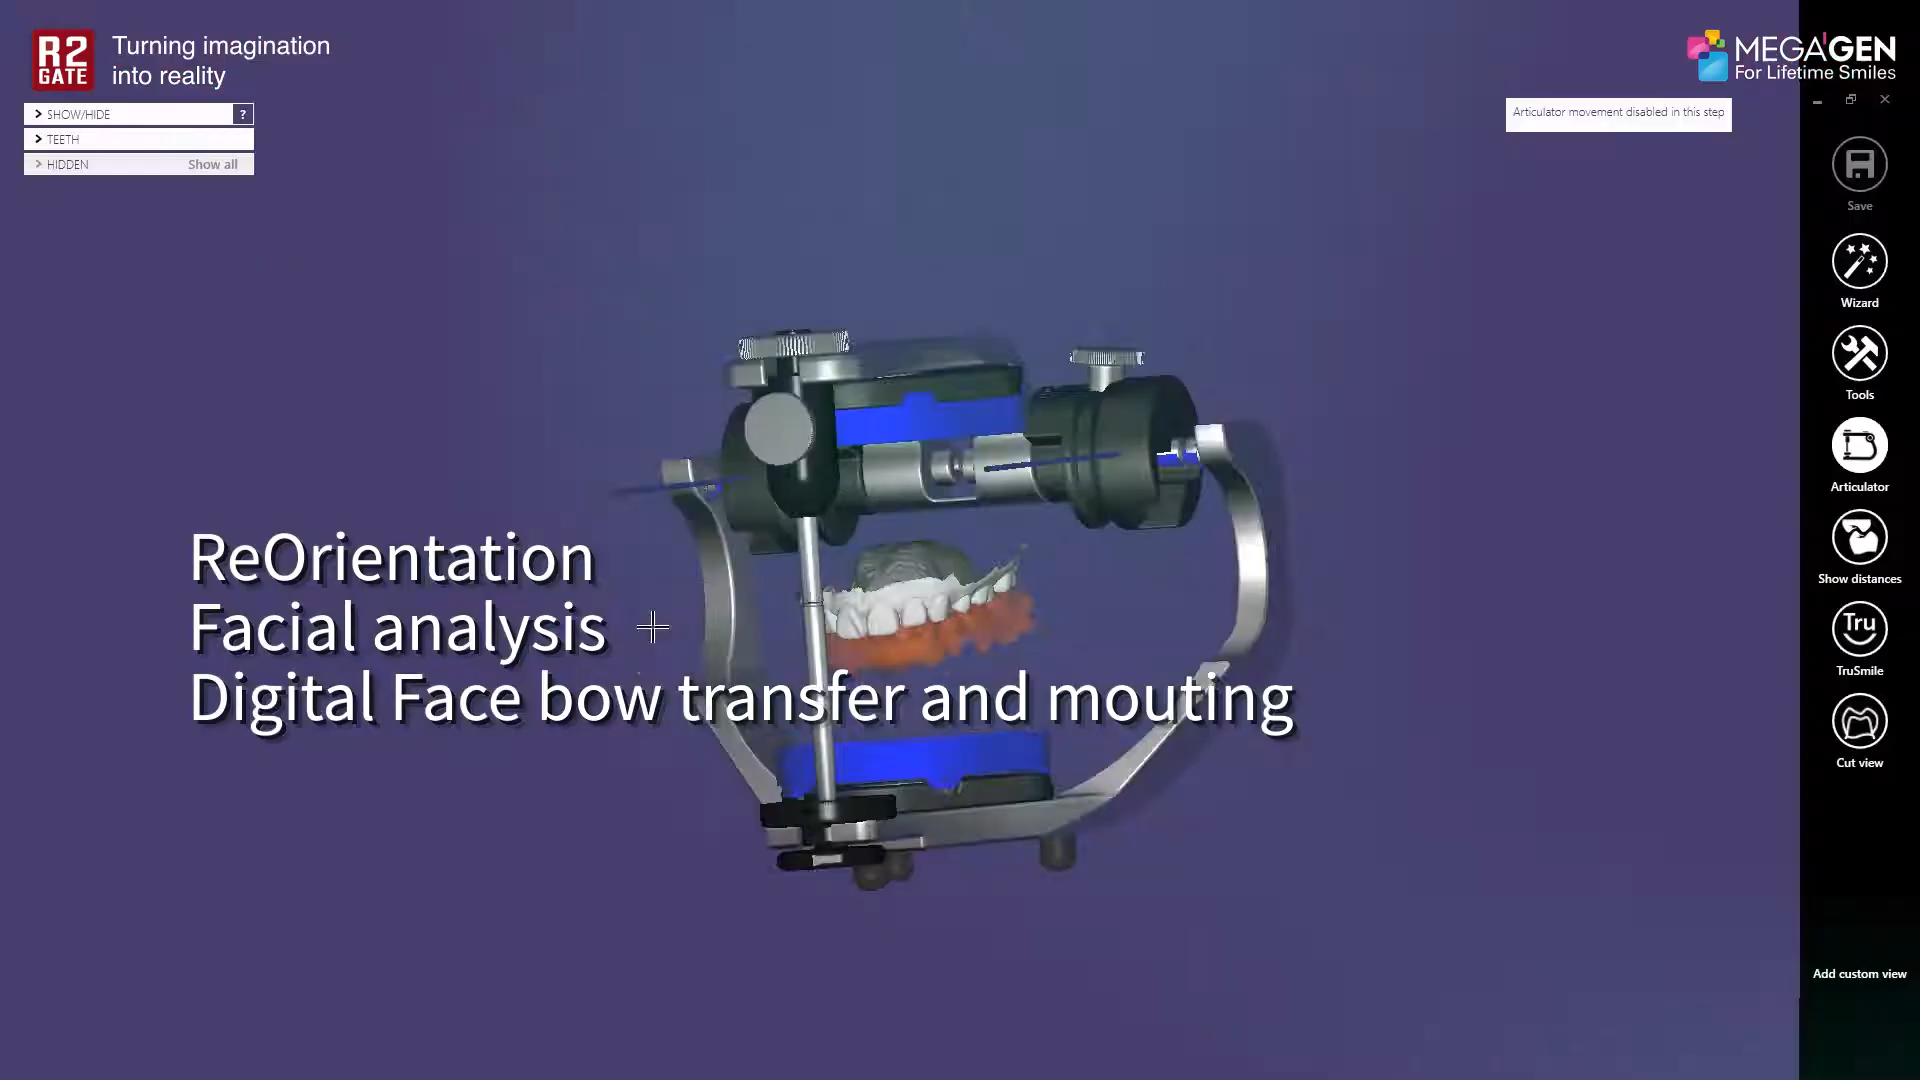 R2
GATE
Turning imagination
into reality
MEGA'GEN
For Lifetime Smiles
SHOW/HIDE ?
TEETH
HIDDEN Show all
Articulator movement disabled in this step
Save
Wizard
Tools
Articulator
Show distances
Tru
TruSmile
Cut view
Add custom view
ReOrientation
Facial analysis
Digital Face bow transfer and mouting